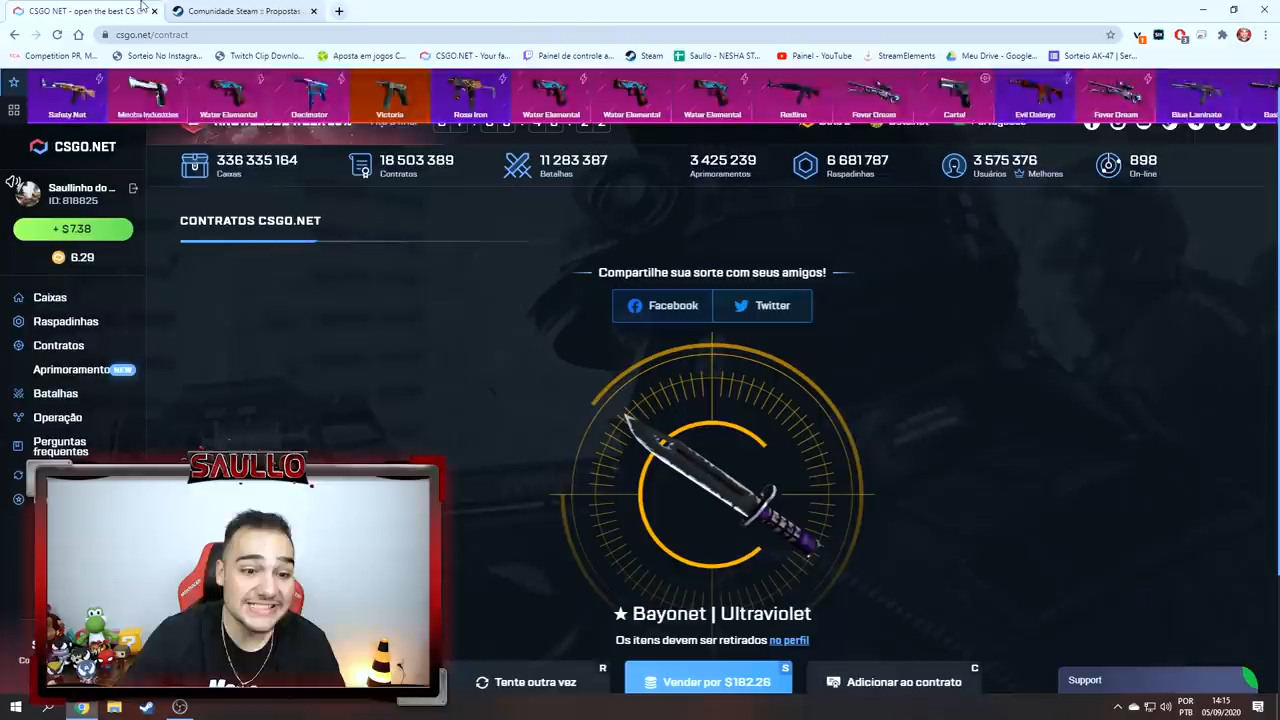 CSGO.NET - open the best CS G
Comunidade Steam :: Propostas
csgo.net/contract
Competition PR, M...
Sorteio No Instagra...
Twitch Clip Downlo...
Aposta em jogos C...
CSGO.NET - Your fa...
Painel de controle a...
Steam
Saullo - NESHA ST...
Painel - YouTube
StreamElements
Meu Drive - Google...
Sorteio AK-47 | Ser...
Safety Net
Mecha Industries
Water Elemental
Decimator
Victoria
Rose Iron
Water Elemental
Water Elemental
Water Elemental
Redline
Fever Dream
Cartel
Evil Daimyo
Fever Dream
Blue Laminate
CSGO.NET
336 335 164
Caixas
18 503 389
Contratos
11 283 387
Batalhas
3 425 239
Aprimoramentos
6 681 787
Raspadinhas
3 575 376
Usuários
Melhores
898
On-line
Saullinho do ...
ID: 818825
+ $7.38
6.29
Caixas
Raspadinhas
Contratos
Aprimoramento
NEW
Batalhas
Operação
Perguntas
frequentes
CONTRATOS CSGO.NET
Compartilhe sua sorte com seus amigos!
Facebook
Twitter
SAULLO
★ Bayonet | Ultraviolet
Os itens devem ser retirados no perfil
Tente outra vez
R
Vender por $182.26
S
Adicionar ao contrato
C
Support
POR
PTB
14:15
05/09/2020